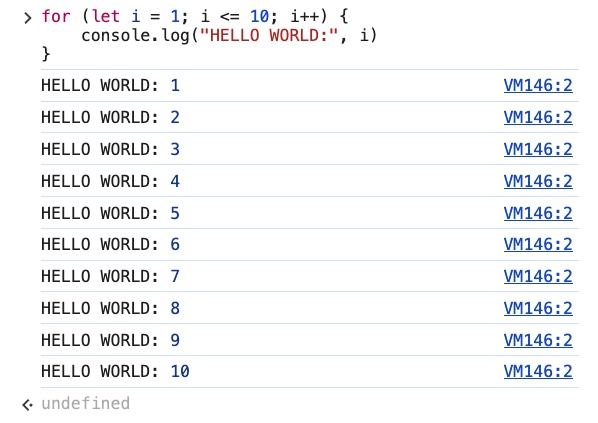 for (let i = 1; i <= 10; i++) {
    console.log("HELLO WORLD:", i)
}
HELLO WORLD: 1 VM146:2
HELLO WORLD: 2 VM146:2
HELLO WORLD: 3 VM146:2
HELLO WORLD: 4 VM146:2
HELLO WORLD: 5 VM146:2
HELLO WORLD: 6 VM146:2
HELLO WORLD: 7 VM146:2
HELLO WORLD: 8 VM146:2
HELLO WORLD: 9 VM146:2
HELLO WORLD: 10 VM146:2
undefined